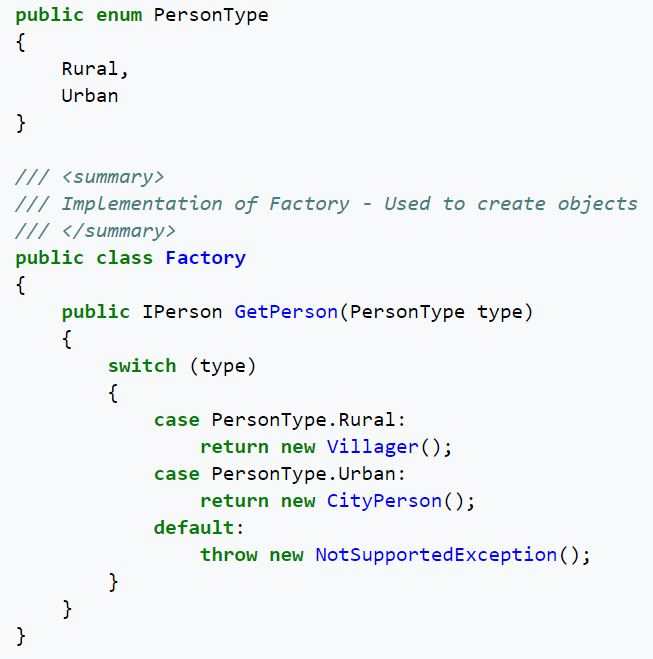 public enum PersonType
{
    Rural,
    Urban
}

/// <summary>
/// Implementation of Factory - Used to create objects
/// </summary>
public class Factory
{
    public IPerson GetPerson(PersonType type)
    {
        switch (type)
        {
            case PersonType.Rural:
                return new Villager();
            case PersonType.Urban:
                return new CityPerson();
            default:
                throw new NotSupportedException();
        }
    }
}